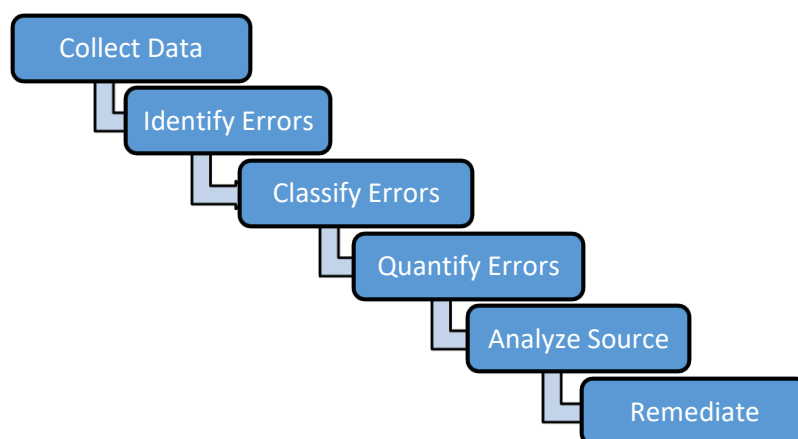 Collect Data
Identify Errors
Classify Errors
Quantify Errors
Analyze Source
Remediate